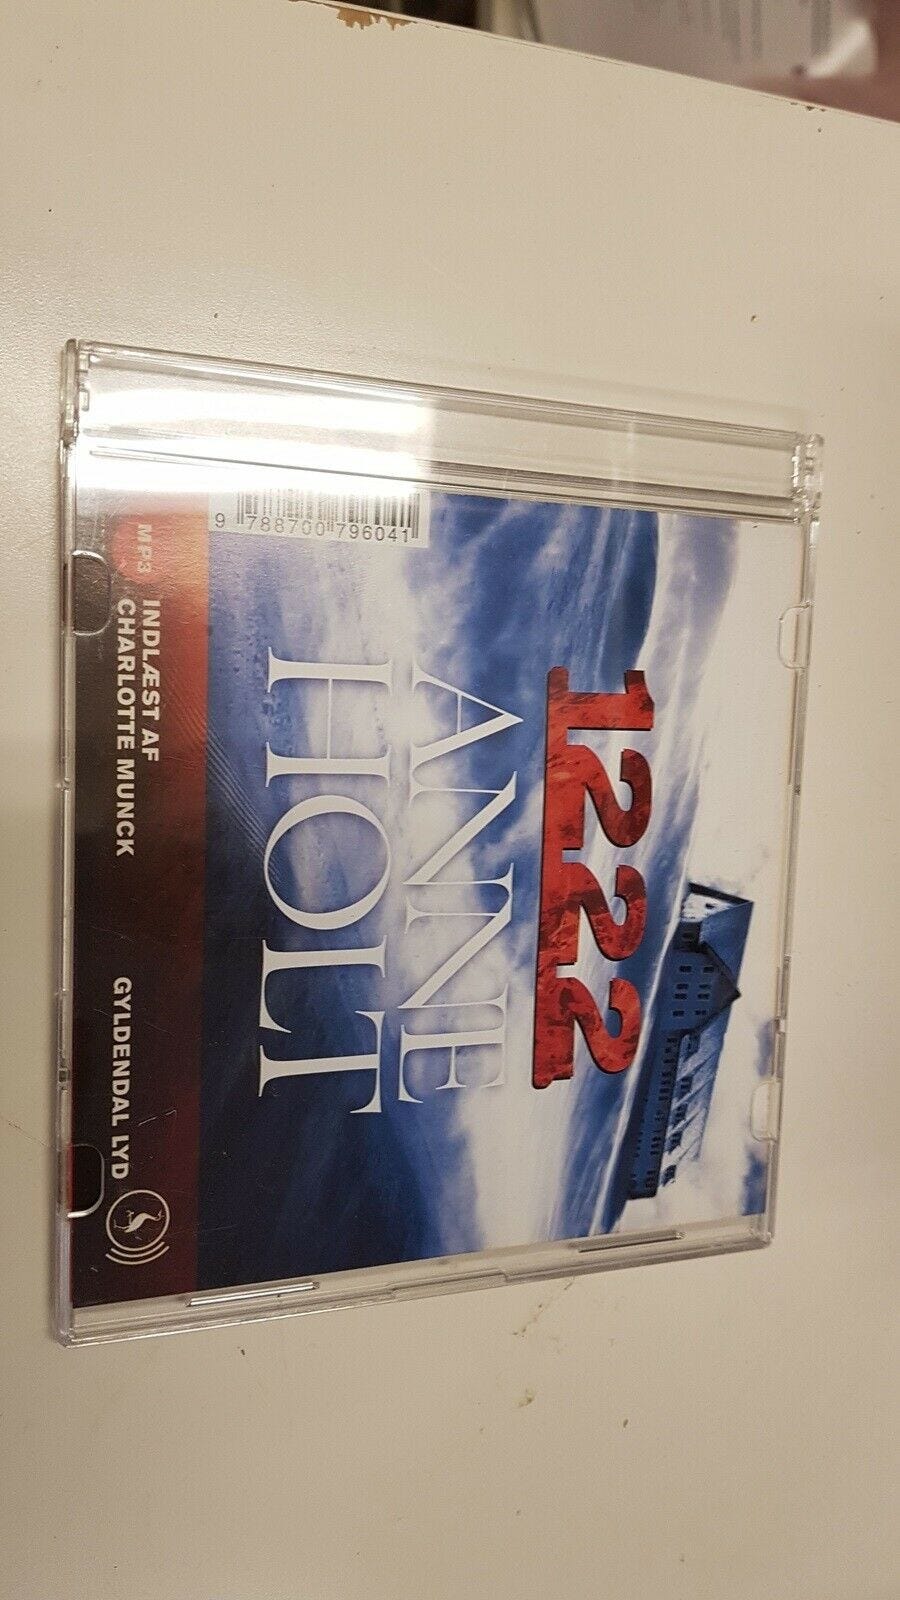 1222
ANNE
HOLT
9 788700 796041
MP3
INDLÆST AF
CHARLOTTE MUNCK
GYLDENDAL LYD